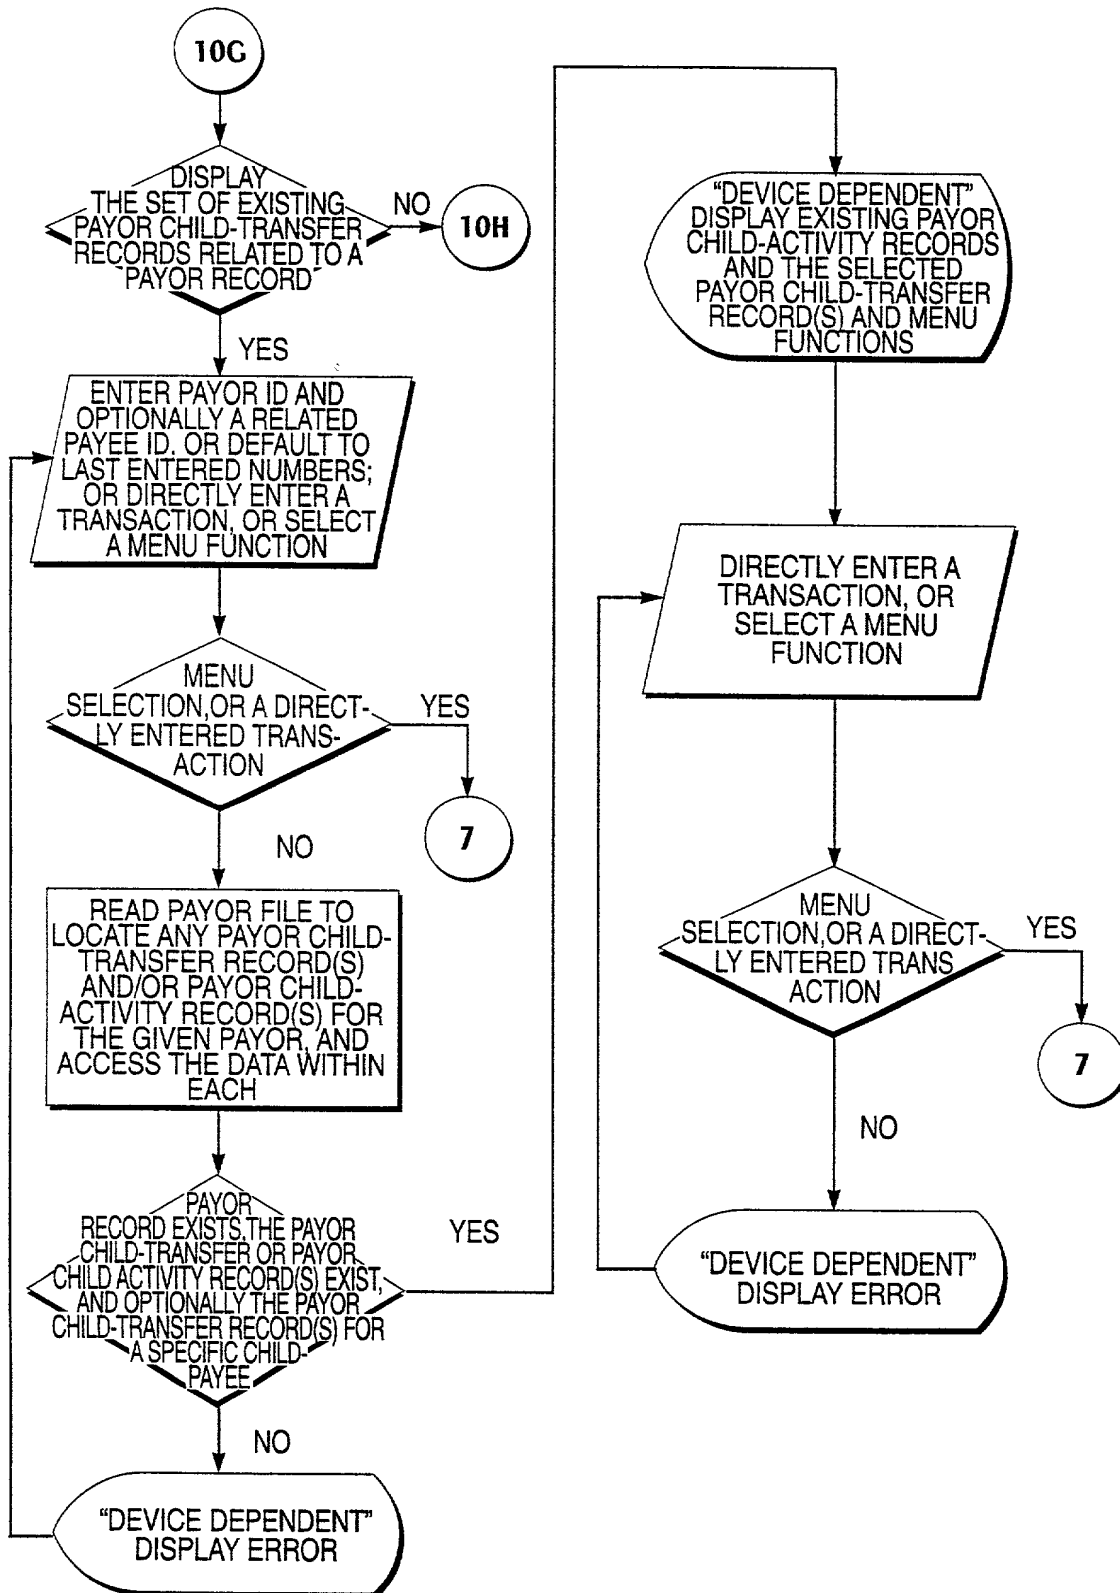 10G
DISPLAY
THE SET OF EXISTING
PAYOR CHILD-TRANSFER
RECORDS RELATED TO A
PAYOR RECORD
NO
10H
YES
ENTER PAYOR ID AND
OPTIONALLY A RELATED
PAYEE ID. OR DEFAULT TO
LAST ENTERED NUMBERS;
OR DIRECTLY ENTER A
TRANSACTION, OR SELECT
A MENU FUNCTION
MENU
SELECTION,OR A DIRECT-
LY ENTERED TRANS-
ACTION
YES
7
NO
READ PAYOR FILE TO
LOCATE ANY PAYOR CHILD-
TRANSFER RECORD(S)
AND/OR PAYOR CHILD-
ACTIVITY RECORD(S) FOR
THE GIVEN PAYOR, AND
ACCESS THE DATA WITHIN
EACH
PAYOR
RECORD EXISTS,THE PAYOR
CHILD-TRANSFER OR PAYOR
CHILD ACTIVITY RECORD(S) EXIST,
AND OPTIONALLY THE PAYOR
CHILD-TRANSFER RECORD(S) FOR
A SPECIFIC CHILD-
PAYEE
YES
NO
“DEVICE DEPENDENT”
DISPLAY ERROR
“DEVICE DEPENDENT”
DISPLAY EXISTING PAYOR
CHILD-ACTIVITY RECORDS
AND THE SELECTED
PAYOR CHILD-TRANSFER
RECORD(S) AND MENU
FUNCTIONS
DIRECTLY ENTER A
TRANSACTION, OR
SELECT A MENU
FUNCTION
MENU
SELECTION,OR A DIRECT-
LY ENTERED TRANS
ACTION
YES
7
NO
“DEVICE DEPENDENT”
DISPLAY ERROR